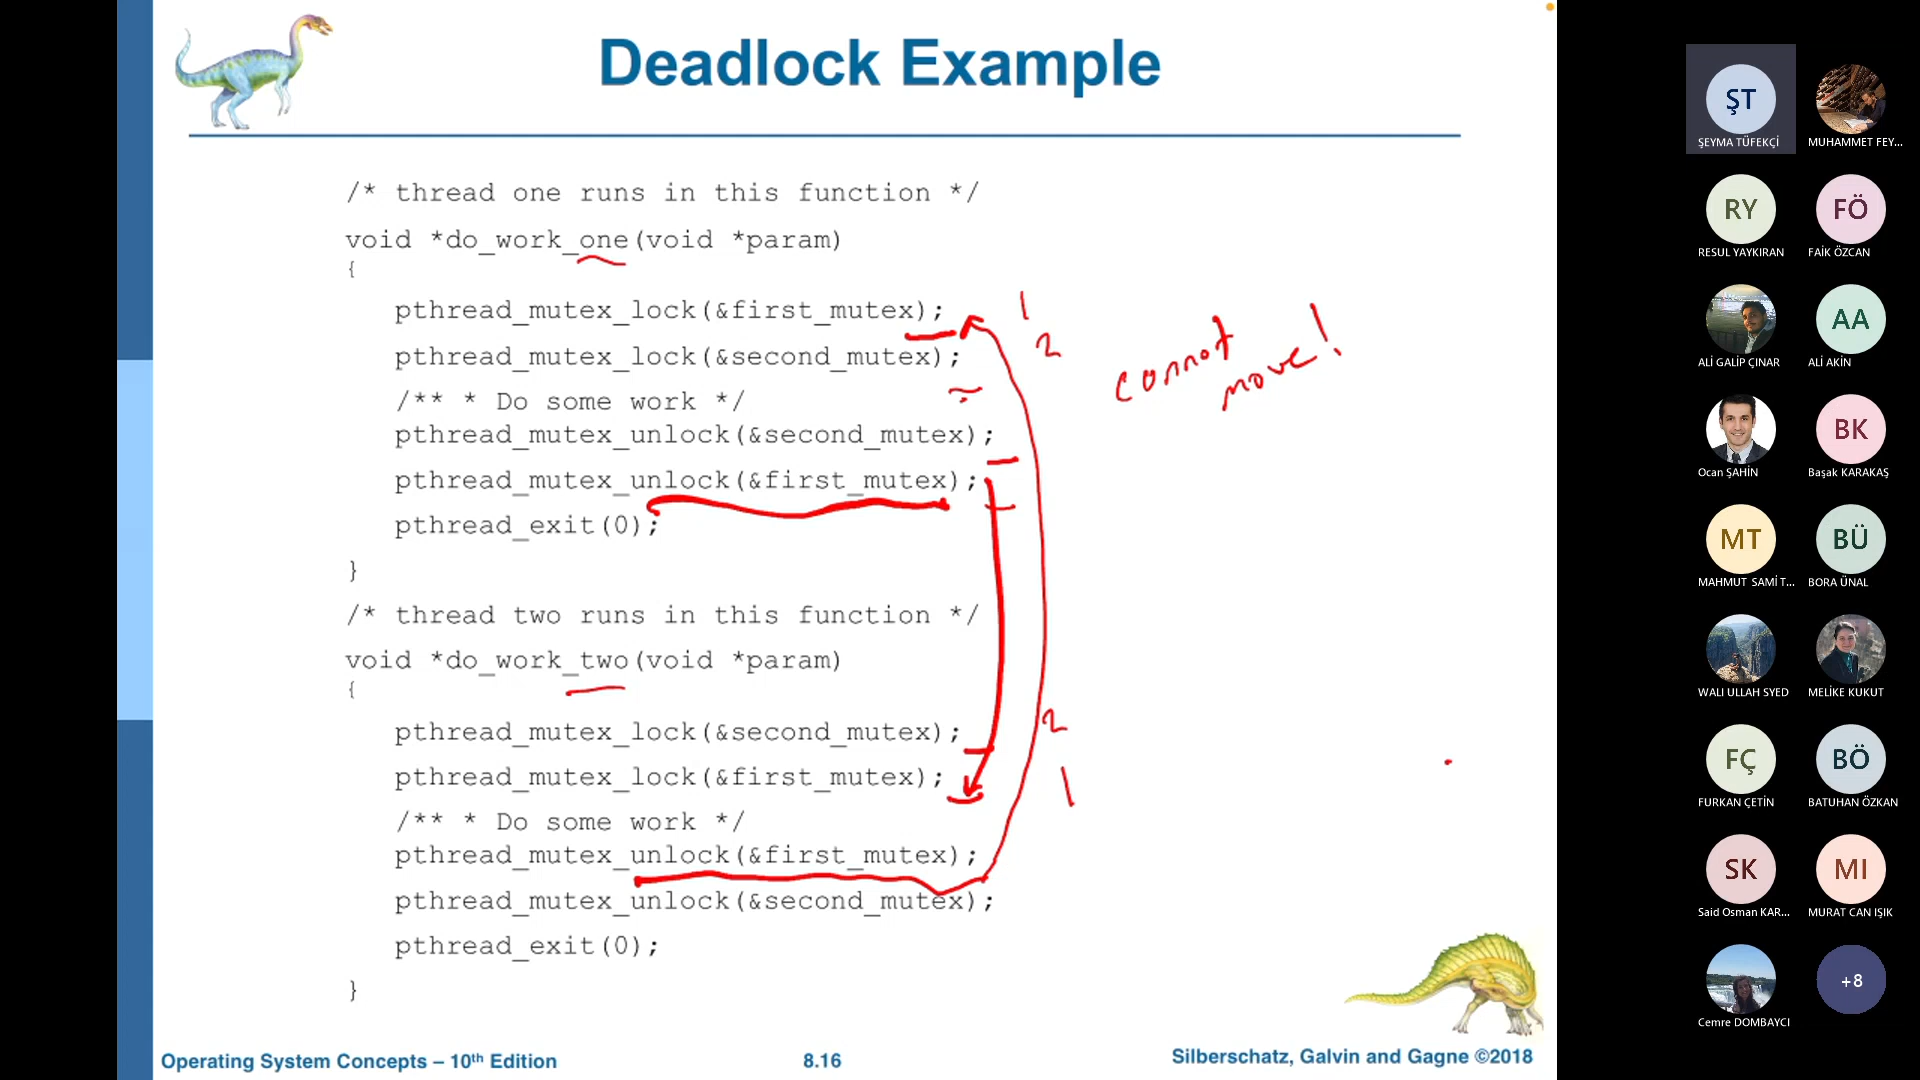 Deadlock Example
/* thread one runs in this function */
void *do_work_one(void *param)
{
pthread_mutex_lock(&first_mutex);
pthread_mutex_lock(&second_mutex);
/** * Do some work */
pthread_mutex_unlock(&second_mutex);
pthread_mutex_unlock(&first_mutex);
pthread_exit(0);
}
/* thread two runs in this function */
void *do_work_two(void *param)
{
pthread_mutex_lock(&second_mutex);
pthread_mutex_lock(&first_mutex);
/** * Do some work */
pthread_mutex_unlock(&first_mutex);
pthread_mutex_unlock(&second_mutex);
pthread_exit(0);
}
1
2
cannot
move!
2
1
Operating System Concepts – 10th Edition
8.16
Silberschatz, Galvin and Gagne ©2018
ŞT
ŞEYMA TÜFEKÇİ
MUHAMMET FEY...
RY
RESUL YAYKIRAN
FÖ
FAİK ÖZCAN
ALİ GALİP ÇINAR
AA
ALİ AKİN
Ocan ŞAHİN
BK
Başak KARAKAŞ
MT
MAHMUT SAMİ T...
BÜ
BORA ÜNAL
WALI ULLAH SYED
MELİKE KUKUT
FÇ
FURKAN ÇETİN
BÖ
BATUHAN ÖZKAN
SK
Said Osman KAR...
MI
MURAT CAN IŞIK
Cemre DOMBAYCI
+8